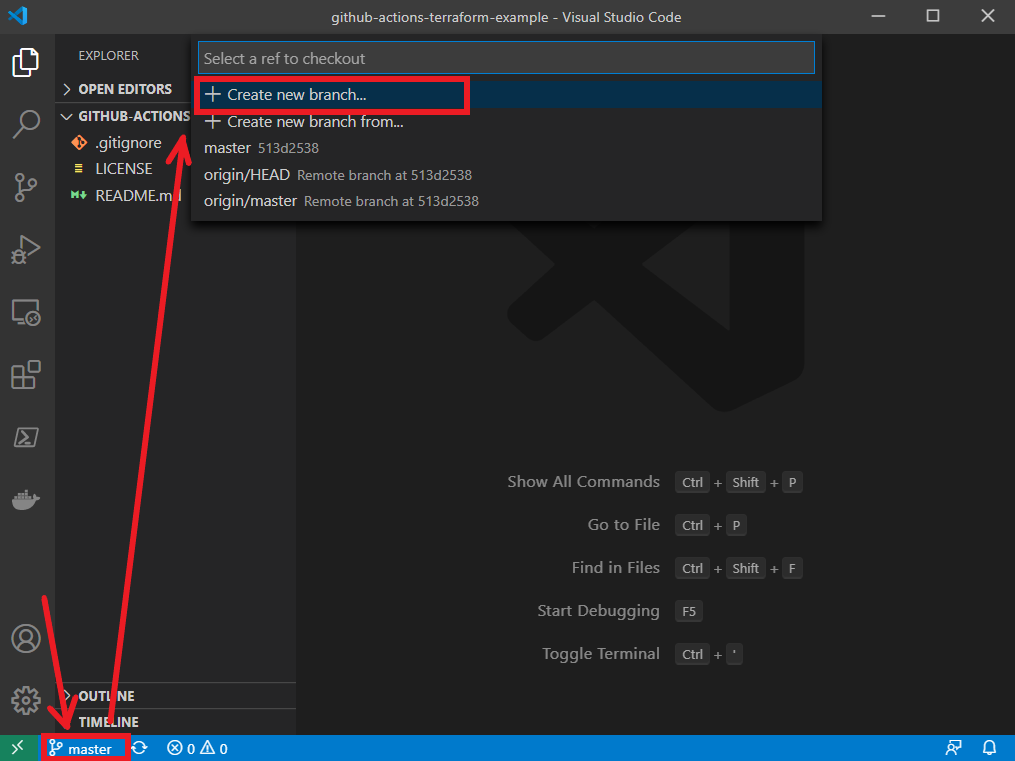 github-actions-terraform-example - Visual Studio Code
EXPLORER
OPEN EDITORS
GITHUB-ACTIONS
.gitignore
LICENSE
README.md
Select a ref to checkout
Create new branch...
Create new branch from...
master 513d2538
origin/HEAD Remote branch at 513d2538
origin/master Remote branch at 513d2538
Show All Commands Ctrl + Shift + P
Go to File Ctrl + P
Find in Files Ctrl + Shift + F
Start Debugging F5
Toggle Terminal Ctrl + '
OUTLINE
TIMELINE
master 0 0